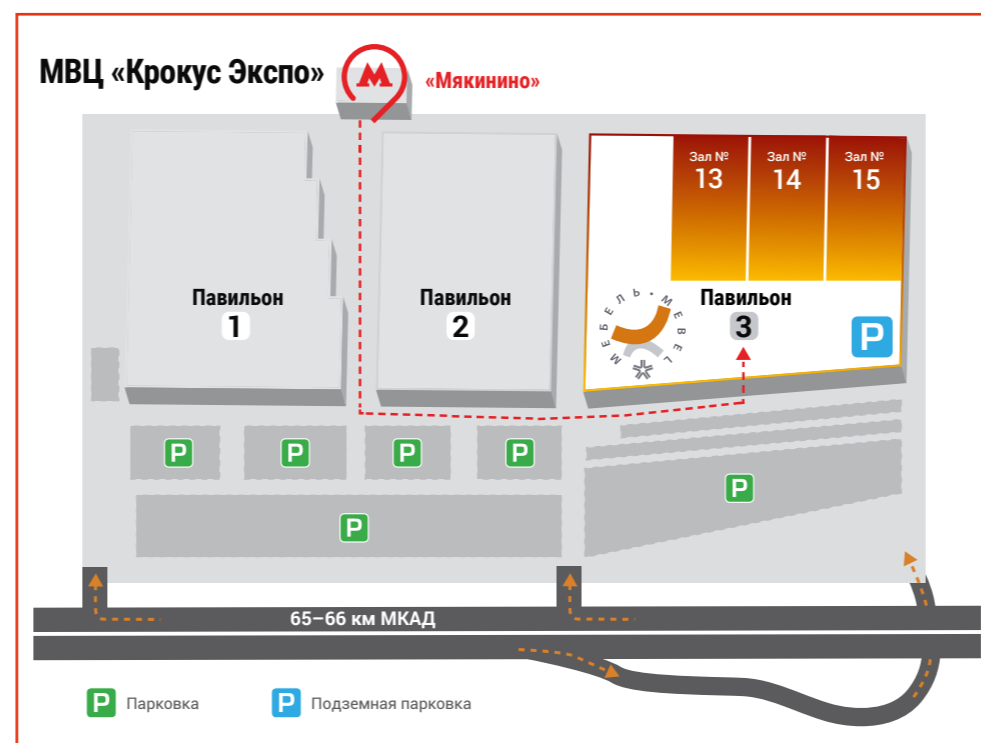 МВЦ «Крокус Экспо»
М
«Мякинино»
Зал №
13
Зал №
14
Зал №
15
Павильон
1
Павильон
2
Павильон
3
МЕБЕЛЬ • MEBEL
P
P
P
P
P
P
P
65–66 км МКАД
P Парковка
P Подземная парковка